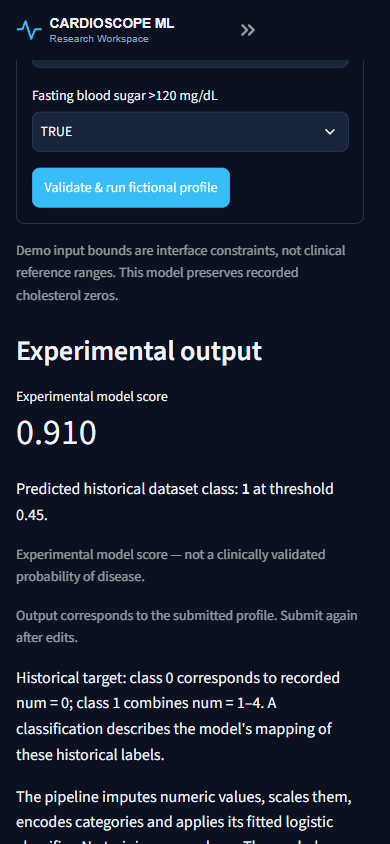 CARDIOSCOPE ML
Research Workspace
Fasting blood sugar >120 mg/dL
TRUE
Validate & run fictional profile
Demo input bounds are interface constraints, not clinical
reference ranges. This model preserves recorded
cholesterol zeros.
Experimental output
Experimental model score
0.910
Predicted historical dataset class: 1 at threshold
0.45.
Experimental model score — not a clinically validated
probability of disease.
Output corresponds to the submitted profile. Submit again
after edits.
Historical target: class 0 corresponds to recorded
num = 0; class 1 combines num = 1–4. A
classification describes the model's mapping of
these historical labels.
The pipeline imputes numeric values, scales them,
encodes categories and applies its fitted logistic